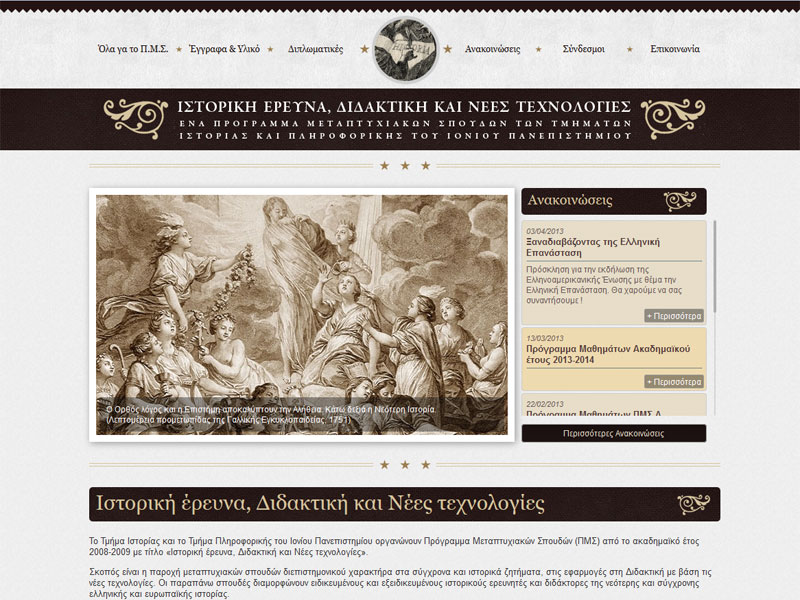 Όλα γα το Π.Μ.Σ. Έγγραφα & Υλικό Διπλωματικές Ανακοινώσεις Σύνδεσμοι Επικοινωνία
ΙΣΤΟΡΙΚΗ ΕΡΕΥΝΑ, ΔΙΔΑΚΤΙΚΗ ΚΑΙ ΝΕΕΣ ΤΕΧΝΟΛΟΓΙΕΣ
ΕΝΑ ΠΡΟΓΡΑΜΜΑ ΜΕΤΑΠΤΥΧΙΑΚΩΝ ΣΠΟΥΔΩΝ ΤΩΝ ΤΜΗΜΑΤΩΝ
ΙΣΤΟΡΙΑΣ ΚΑΙ ΠΛΗΡΟΦΟΡΙΚΗΣ ΤΟΥ ΙΟΝΙΟΥ ΠΑΝΕΠΙΣΤΗΜΙΟΥ
Ο Ορθός λόγος και η Επιστήμη αποκαλύπτουν την Αλήθεια. Κάτω δεξιά η Νεότερη Ιστορία.
(Λεπτομέρεια προμετωπίδας της Γαλλικής Εγκυκλοπαιδείας, 1751)
Ανακοινώσεις
03/04/2013
Ξαναδιαβάζοντας της Ελληνική
Επανάσταση
Πρόσκληση για την εκδήλωση της
Ελληνοαμερικανικής Ένωσης με θέμα την
Ελληνική Επανάσταση. Θα χαρούμε να σας
συναντήσουμε !
+ Περισσότερα
13/03/2013
Πρόγραμμα Μαθημάτων Ακαδημαϊκού
έτους 2013-2014
+ Περισσότερα
22/02/2013
Πρόγραμμα Μαθημάτων ΠΜΣ Δ
Περισσότερες Ανακοινώσεις
Ιστορική έρευνα, Διδακτική και Νέες τεχνολογίες
Το Τμήμα Ιστορίας και το Τμήμα Πληροφορικής του Ιονίου Πανεπιστημίου οργανώνουν Πρόγραμμα Μεταπτυχιακών Σπουδών (ΠΜΣ) από το ακαδημαϊκό έτος
2008-2009 με τίτλο «Ιστορική έρευνα, Διδακτική και Νέες τεχνολογίες».
Σκοπός είναι η παροχή μεταπτυχιακών σπουδών διεπιστημονικού χαρακτήρα στα σύγχρονα και ιστορικά ζητήματα, στις εφαρμογές στη Διδακτική με βάση τις
νέες τεχνολογίες. Οι παραπάνω σπουδές διαμορφώνουν ειδικευμένους και εξειδικευμένους ιστορικούς ερευνητές και διδάκτορες της νεότερης και σύγχρονης
ελληνικής και ευρωπαϊκής ιστορίας.